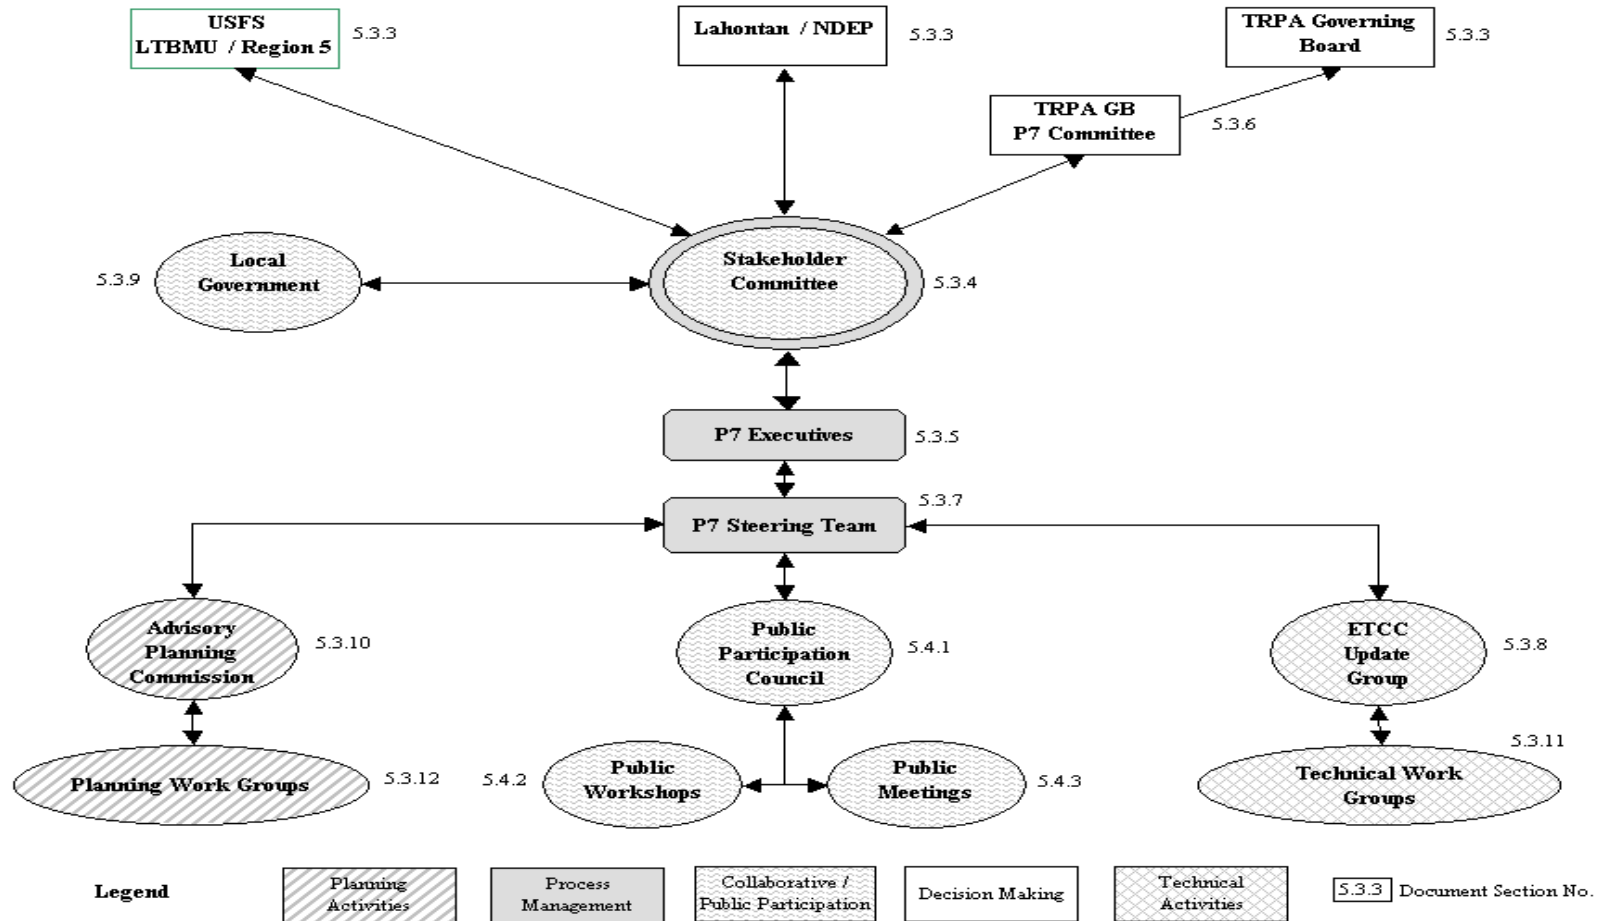 USFS
LTBMU / Region 5
5.3.3
Lahontan / NDEP
5.3.3
TRPA Governing
Board
5.3.3
TRPA GB
P7 Committee
5.3.6
Local
Government
5.3.9
Stakeholder
Committee
5.3.4
P7 Executives
5.3.5
P7 Steering Team
5.3.7
Advisory
Planning
Commission
5.3.10
Public
Participation
Council
5.4.1
ETCC
Update
Group
5.3.8
Planning Work Groups
5.3.12
Public
Workshops
5.4.2
Public
Meetings
5.4.3
Technical Work
Groups
5.3.11
Legend
Planning
Activities
Process
Management
Collaborative /
Public Participation
Decision Making
Technical
Activities
5.3.3 Document Section No.